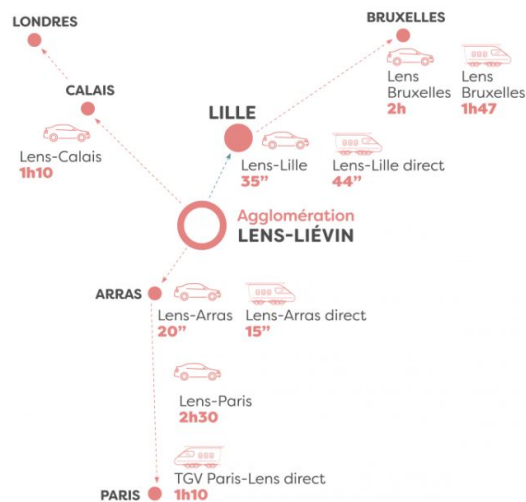 LONDRES
BRUXELLES
Lens
Bruxelles
2h
Lens
Bruxelles
1h47
CALAIS
Lens-Calais
1h10
LILLE
Lens-Lille
35”
Lens-Lille direct
44”
Agglomération
LENS-LIÉVIN
ARRAS
Lens-Arras
20”
Lens-Arras direct
15”
Lens-Paris
2h30
TGV Paris-Lens direct
1h10
PARIS